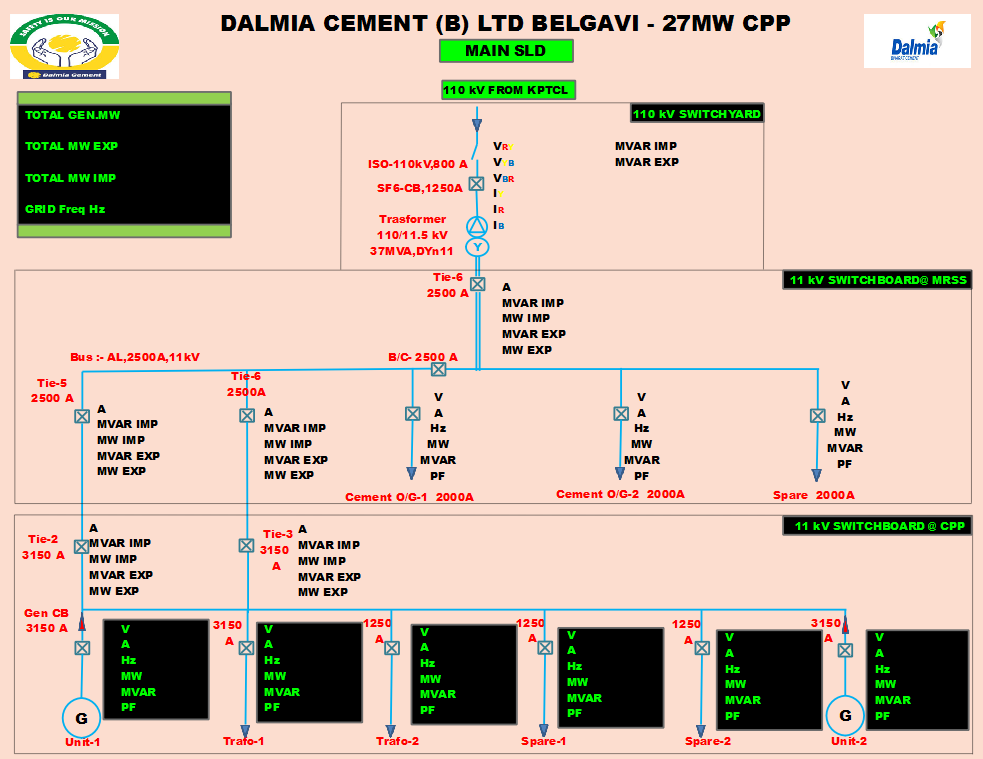 DALMIA CEMENT (B) LTD BELGAVI - 27MW CPP
SAFETY IS OUR MISSION
Dalmia Cement
Dalmia
BHARAT CEMENT
MAIN SLD
110 kV FROM KPTCL
TOTAL GEN.MW
TOTAL MW EXP
TOTAL MW IMP
GRID Freq Hz
110 kV SWITCHYARD
ISO-110kV,800 A
SF6-CB,1250A
Trasformer
110/11.5 kV
37MVA,DYn11
Y
VRY
VYB
VBR
IY
IR
IB
MVAR IMP
MVAR EXP
11 kV SWITCHBOARD@ MRSS
Tie-6
2500 A
A
MVAR IMP
MW IMP
MVAR EXP
MW EXP
Bus :- AL,2500A,11kV
B/C- 2500 A
Tie-5
2500 A
A
MVAR IMP
MW IMP
MVAR EXP
MW EXP
Tie-6
2500A
A
MVAR IMP
MW IMP
MVAR EXP
MW EXP
V
A
Hz
MW
MVAR
PF
Cement O/G-1 2000A
V
A
Hz
MW
MVAR
PF
Cement O/G-2 2000A
V
A
Hz
MW
MVAR
PF
Spare 2000A
11 kV SWITCHBOARD @ CPP
Tie-2
3150 A
A
MVAR IMP
MW IMP
MVAR EXP
MW EXP
Tie-3
3150
A
A
MVAR IMP
MW IMP
MVAR EXP
MW EXP
Gen CB
3150 A
V
A
Hz
MW
MVAR
PF
G
Unit-1
3150
A
V
A
Hz
MW
MVAR
PF
Trafo-1
1250
A
V
A
Hz
MW
MVAR
PF
Trafo-2
1250
A
V
A
Hz
MW
MVAR
PF
Spare-1
1250
A
V
A
Hz
MW
MVAR
PF
Spare-2
3150
A
V
A
Hz
MW
MVAR
PF
G
Unit-2